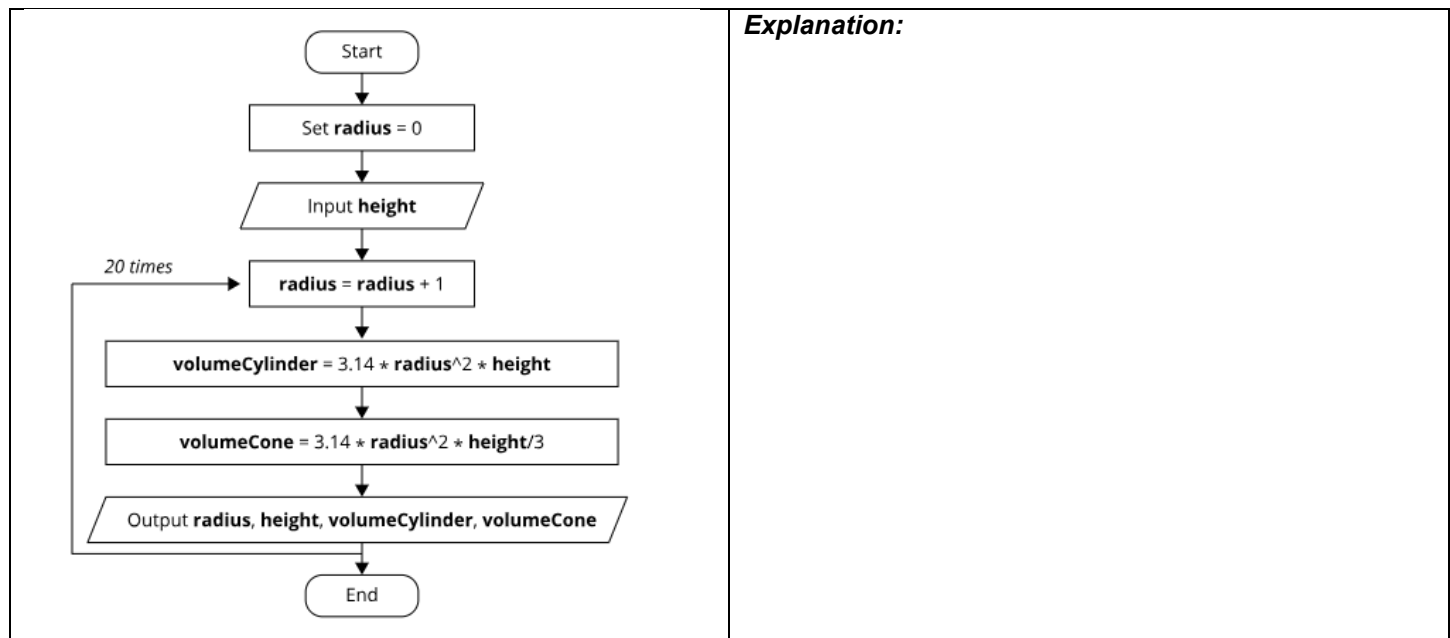 Start
Set radius = 0
Input height
20 times
radius = radius + 1
volumeCylinder = 3.14 * radius^2 * height
volumeCone = 3.14 * radius^2 * height/3
Output radius, height, volumeCylinder, volumeCone
End
Explanation: